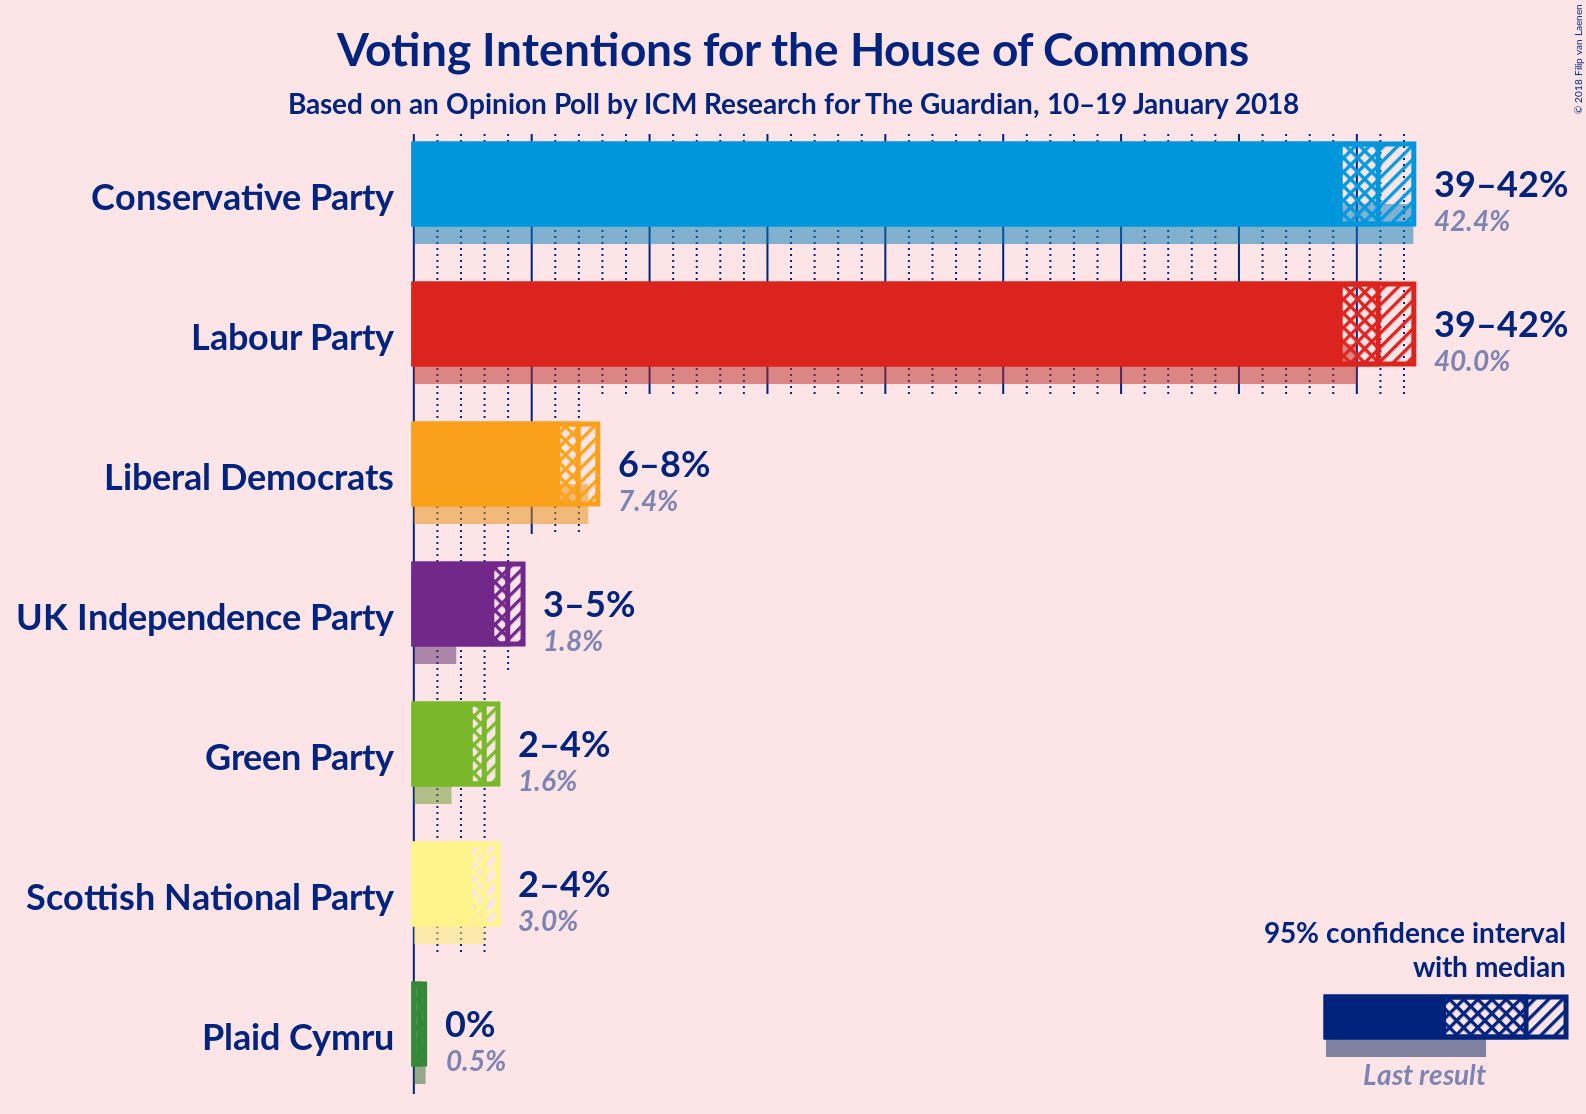 Voting Intentions for the House of Commons
Based on an Opinion Poll by ICM Research for The Guardian, 10–19 January 2018
© 2018 Filip van Laenen
Conservative Party
39–42%
42.4%
Labour Party
39–42%
40.0%
Liberal Democrats
6–8%
7.4%
UK Independence Party
3–5%
1.8%
Green Party
2–4%
1.6%
Scottish National Party
2–4%
3.0%
Plaid Cymru
0%
0.5%
95% confidence interval
with median
Last result